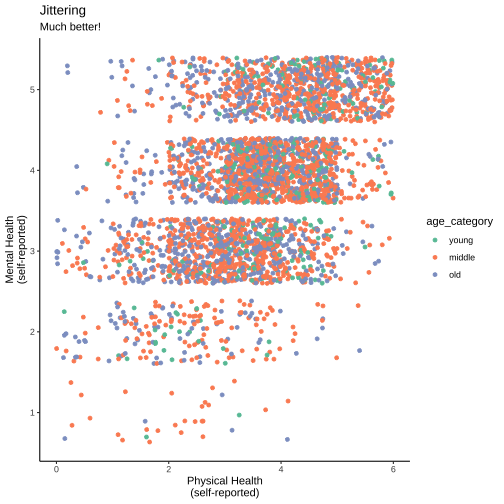 Jittering
Much better!
5
4
3
2
1
0
2
4
6
Mental Health
(self-reported)
Physical Health
(self-reported)
age_category
young
middle
old